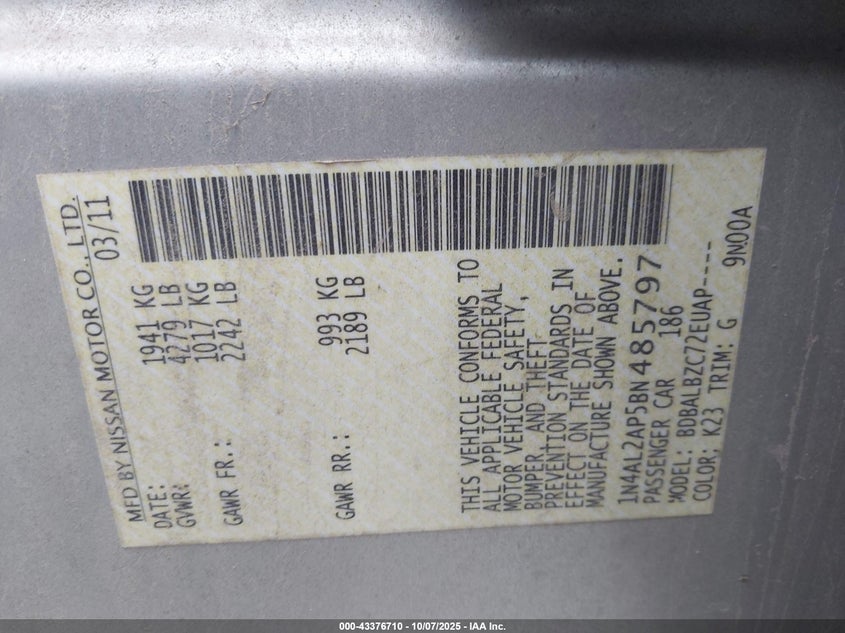 MFD BY NISSAN MOTOR CO., LTD.
DATE: 03/11
GVWR: 1941 KG
4279 LB
GAWR FR.: 1017 KG
2242 LB
GAWR RR.: 993 KG
2189 LB
THIS VEHICLE CONFORMS TO
ALL APPLICABLE FEDERAL
MOTOR VEHICLE SAFETY,
BUMPER, AND THEFT
PREVENTION STANDARDS IN
EFFECT ON THE DATE OF
MANUFACTURE SHOWN ABOVE.
1N4AL2AP5BN485797
PASSENGER CAR 186
MODEL: BDBALBZC72EUAP----
COLOR: K23 TRIM: G 9N00A
000-43376710 - 10/07/2025 - IAA Inc.